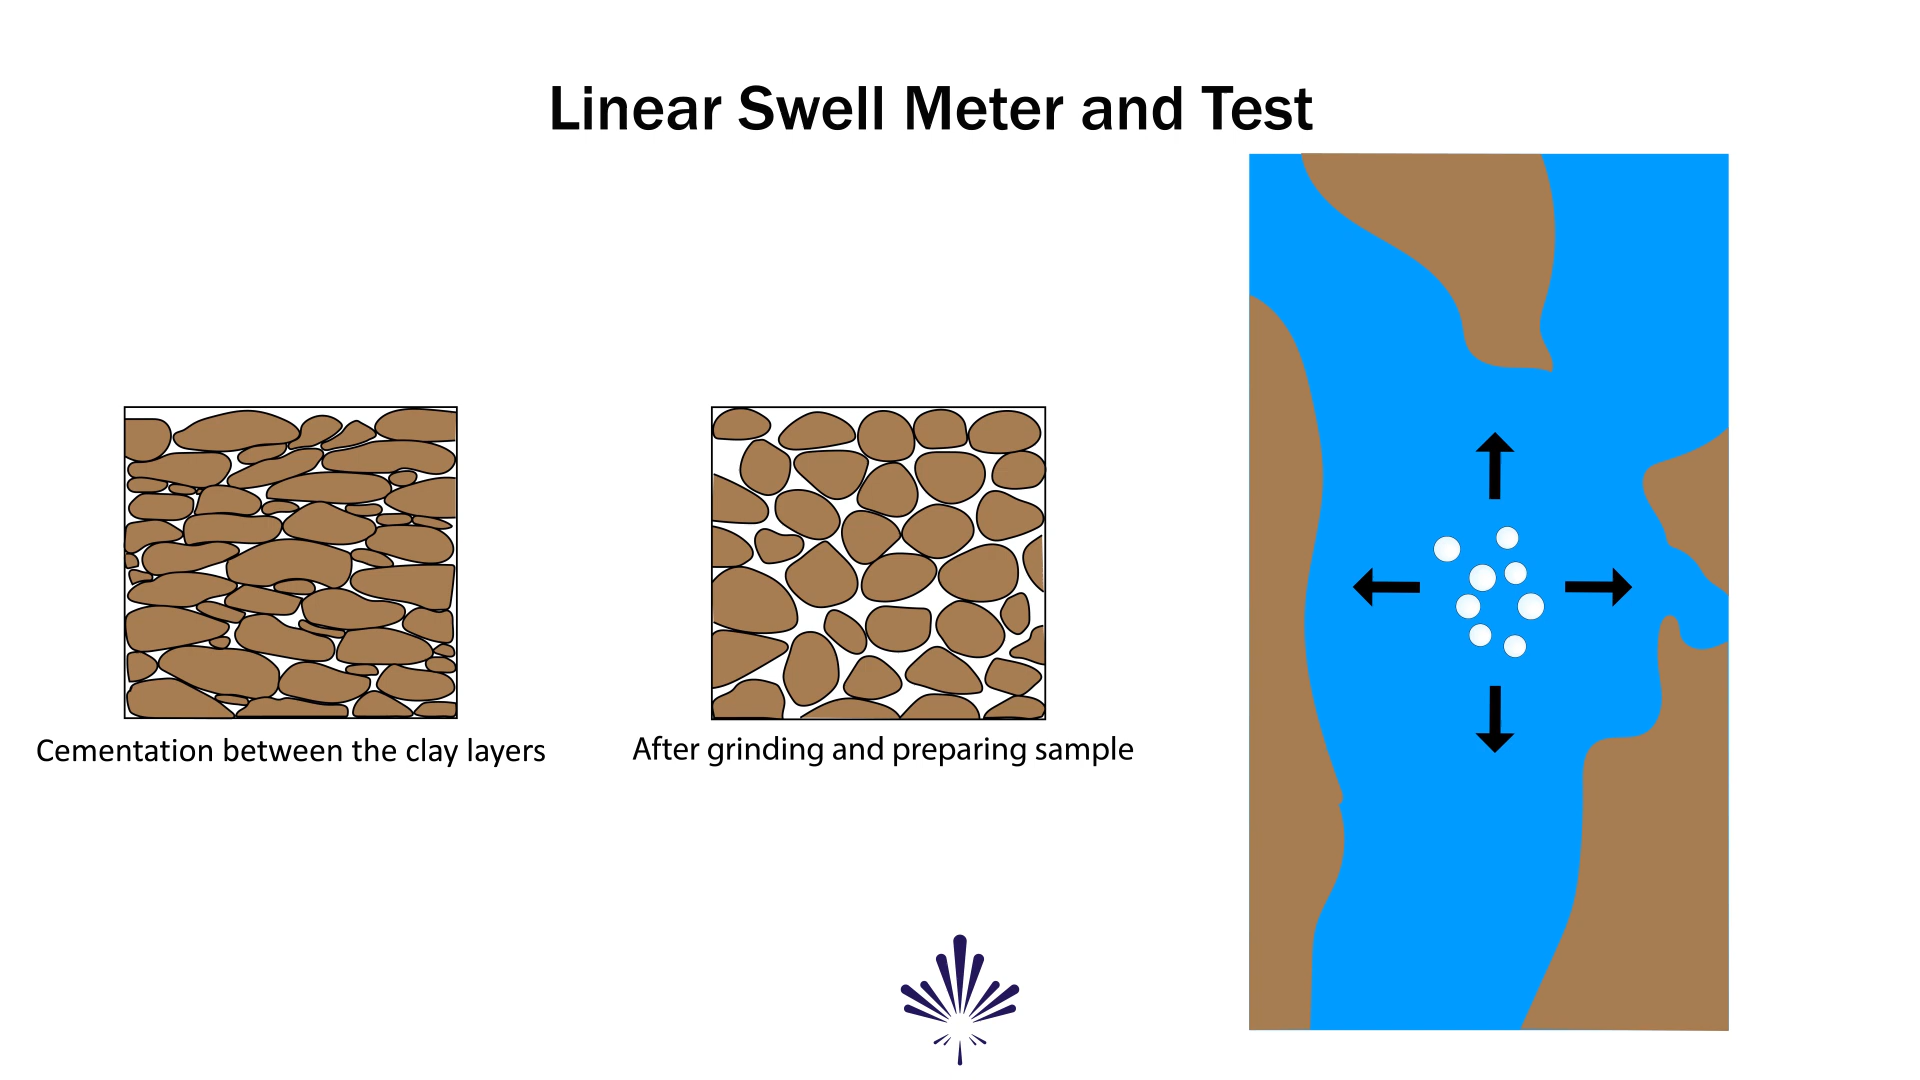 Linear Swell Meter and Test
Cementation between the clay layers
After grinding and preparing sample